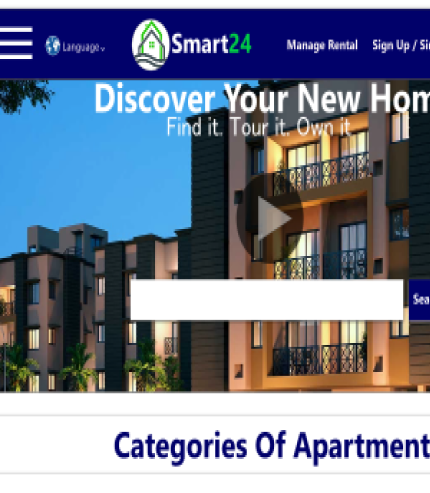 Language
Smart24
Manage Rental
Sign Up / Si
Discover Your New Hom
Find it. Tour it. Own it
Sea
Categories Of Apartment